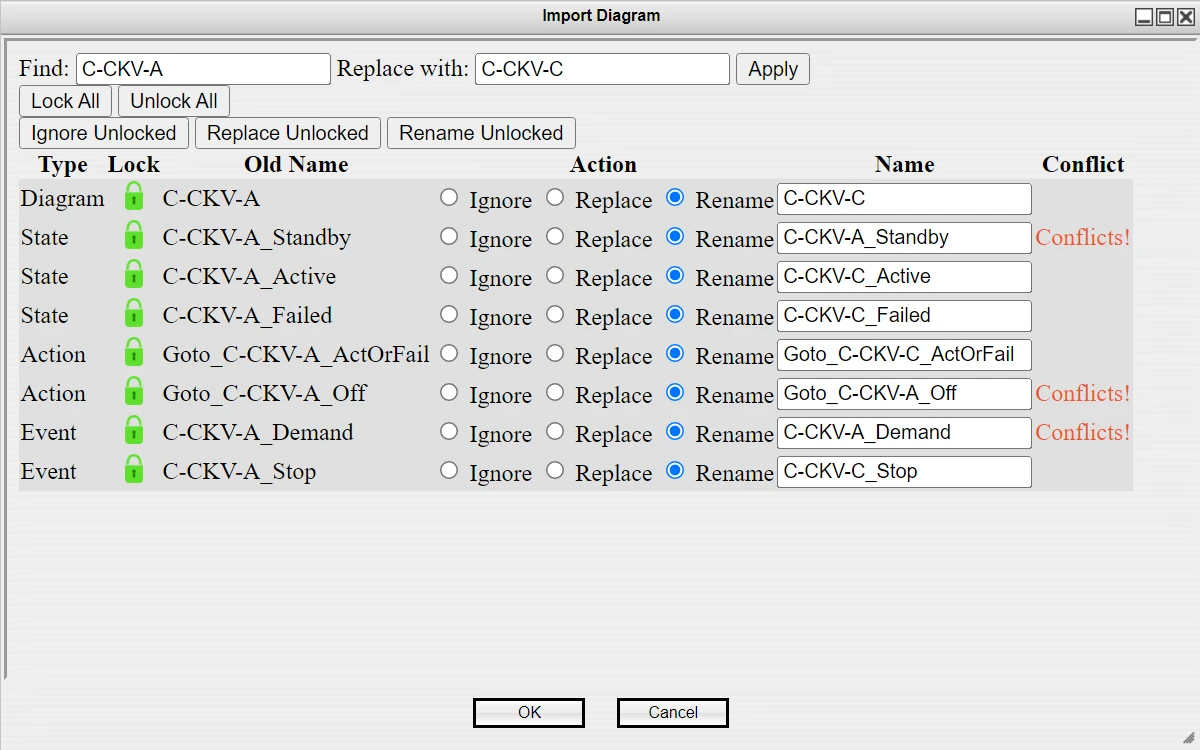 Import Diagram
Find: C-CKV-A Replace with: C-CKV-C Apply
Lock All Unlock All
Ignore Unlocked Replace Unlocked Rename Unlocked
Type Lock Old Name Action Name Conflict
Diagram C-CKV-A Ignore Replace Rename C-CKV-C
State C-CKV-A_Standby Ignore Replace Rename C-CKV-A_Standby Conflicts!
State C-CKV-A_Active Ignore Replace Rename C-CKV-C_Active
State C-CKV-A_Failed Ignore Replace Rename C-CKV-C_Failed
Action Goto_C-CKV-A_ActOrFail Ignore Replace Rename Goto_C-CKV-C_ActOrFail
Action Goto_C-CKV-A_Off Ignore Replace Rename Goto_C-CKV-A_Off Conflicts!
Event C-CKV-A_Demand Ignore Replace Rename C-CKV-A_Demand Conflicts!
Event C-CKV-A_Stop Ignore Replace Rename C-CKV-C_Stop
OK Cancel